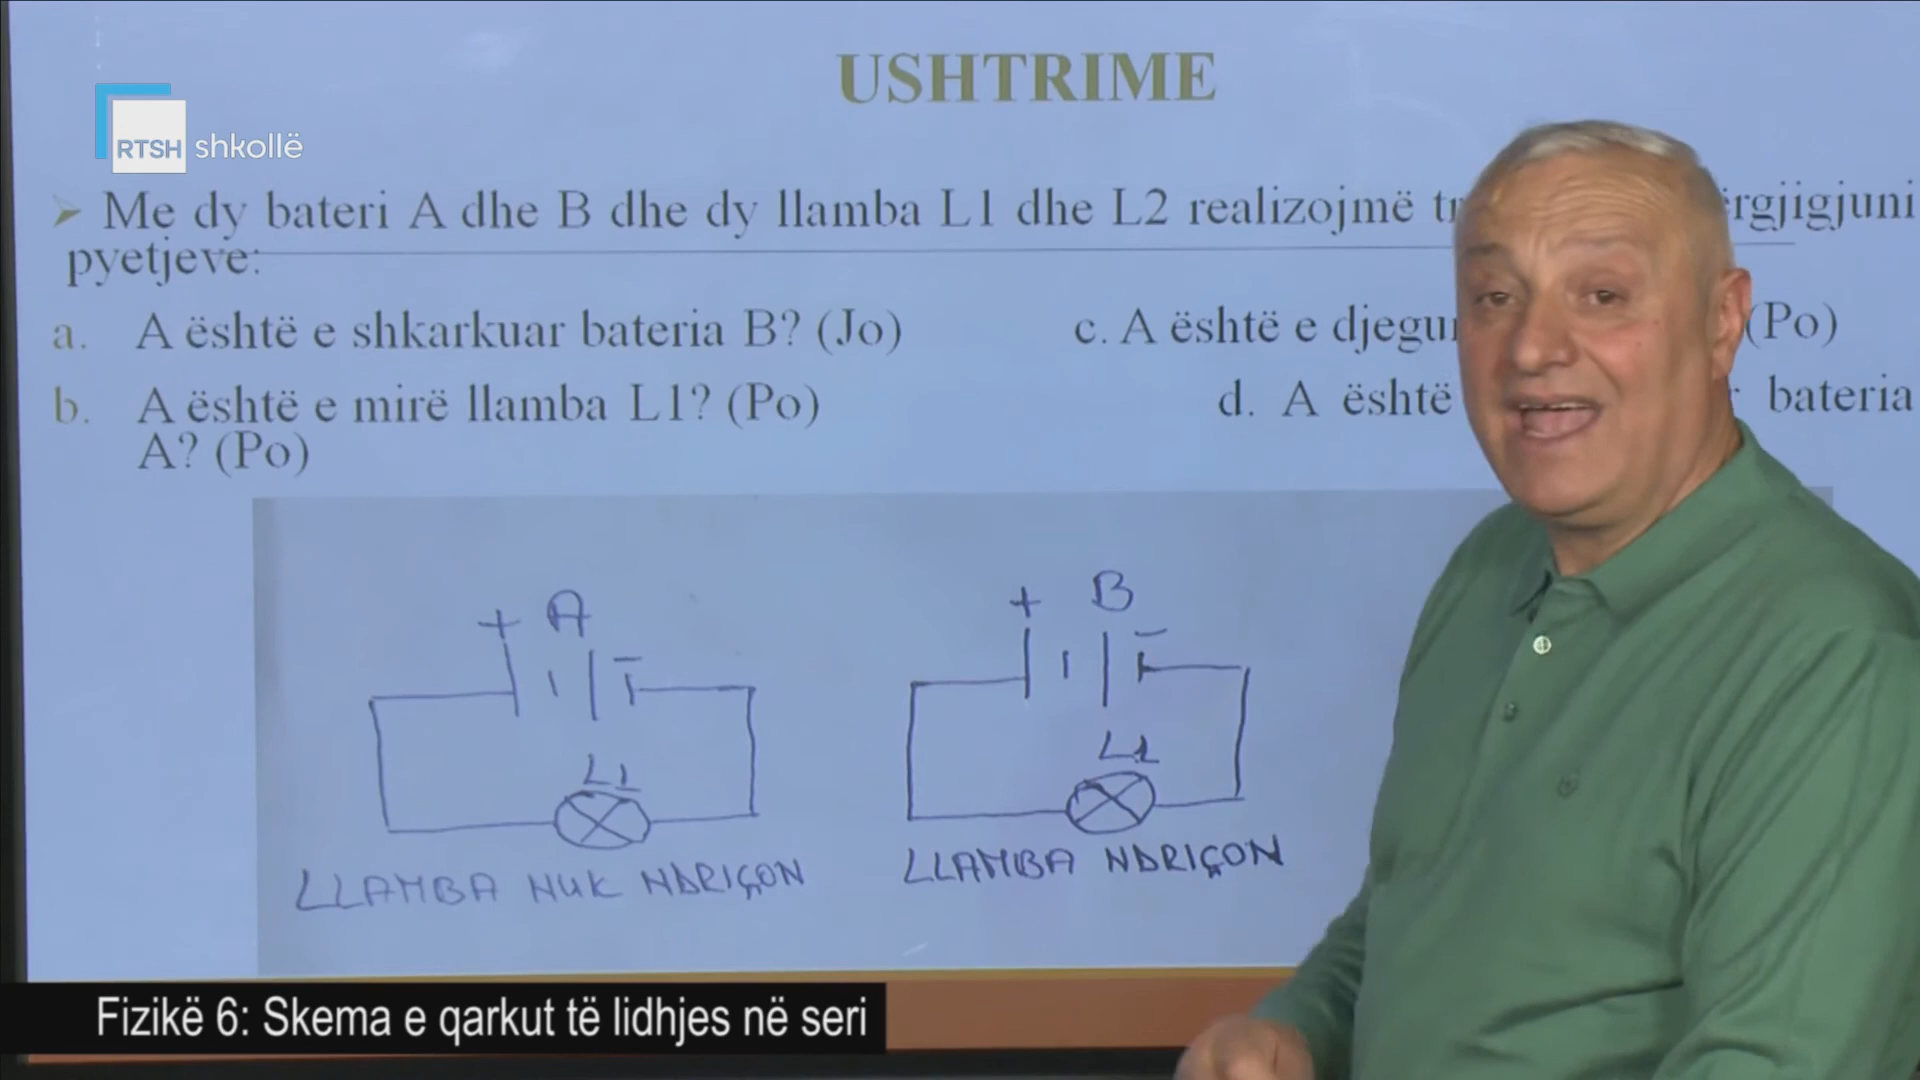 USHTRIME
RTSH shkollë
➤ Me dy bateri A dhe B dhe dy llamba L1 dhe L2 realizojmë
pyetjeve:
a. A është e shkarkuar bateria B? (Jo) c. A është e (Po)
b. A është e mirë llamba L1? (Po) d. A është bateria
A? (Po)
+ A - + B -
L1 L2
LLAMBA NUK NDRIÇON LLAMBA NDRIÇON
Fizikë 6: Skema e qarkut të lidhjes në seri